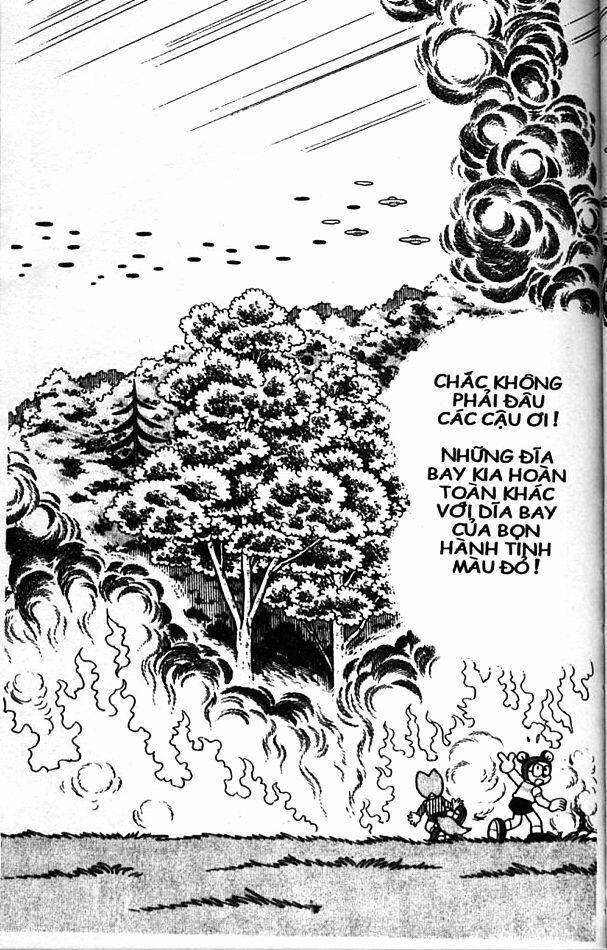 CHẮC KHÔNG
PHẢI ĐÂU
CÁC CẬU ƠI!
NHỮNG ĐĨA
BAY KIA HOÀN
TOÀN KHÁC
VỚI DĨA BAY
CỦA BỌN
HÀNH TINH
MÀU ĐỎ!